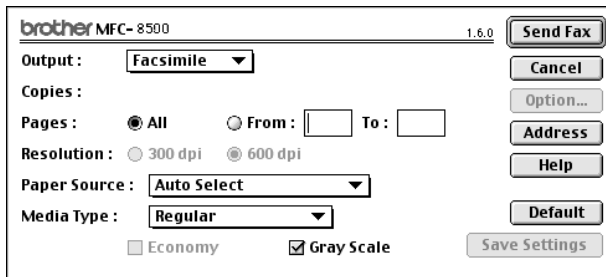 brother MFC- 8500 1.6.0 Send Fax
Output : Facsimile Cancel
Copies : Option...
Pages : All From : To : Address
Resolution : 300 dpi 600 dpi Help
Paper Source : Auto Select
Media Type : Regular Default
Economy Gray Scale Save Settings